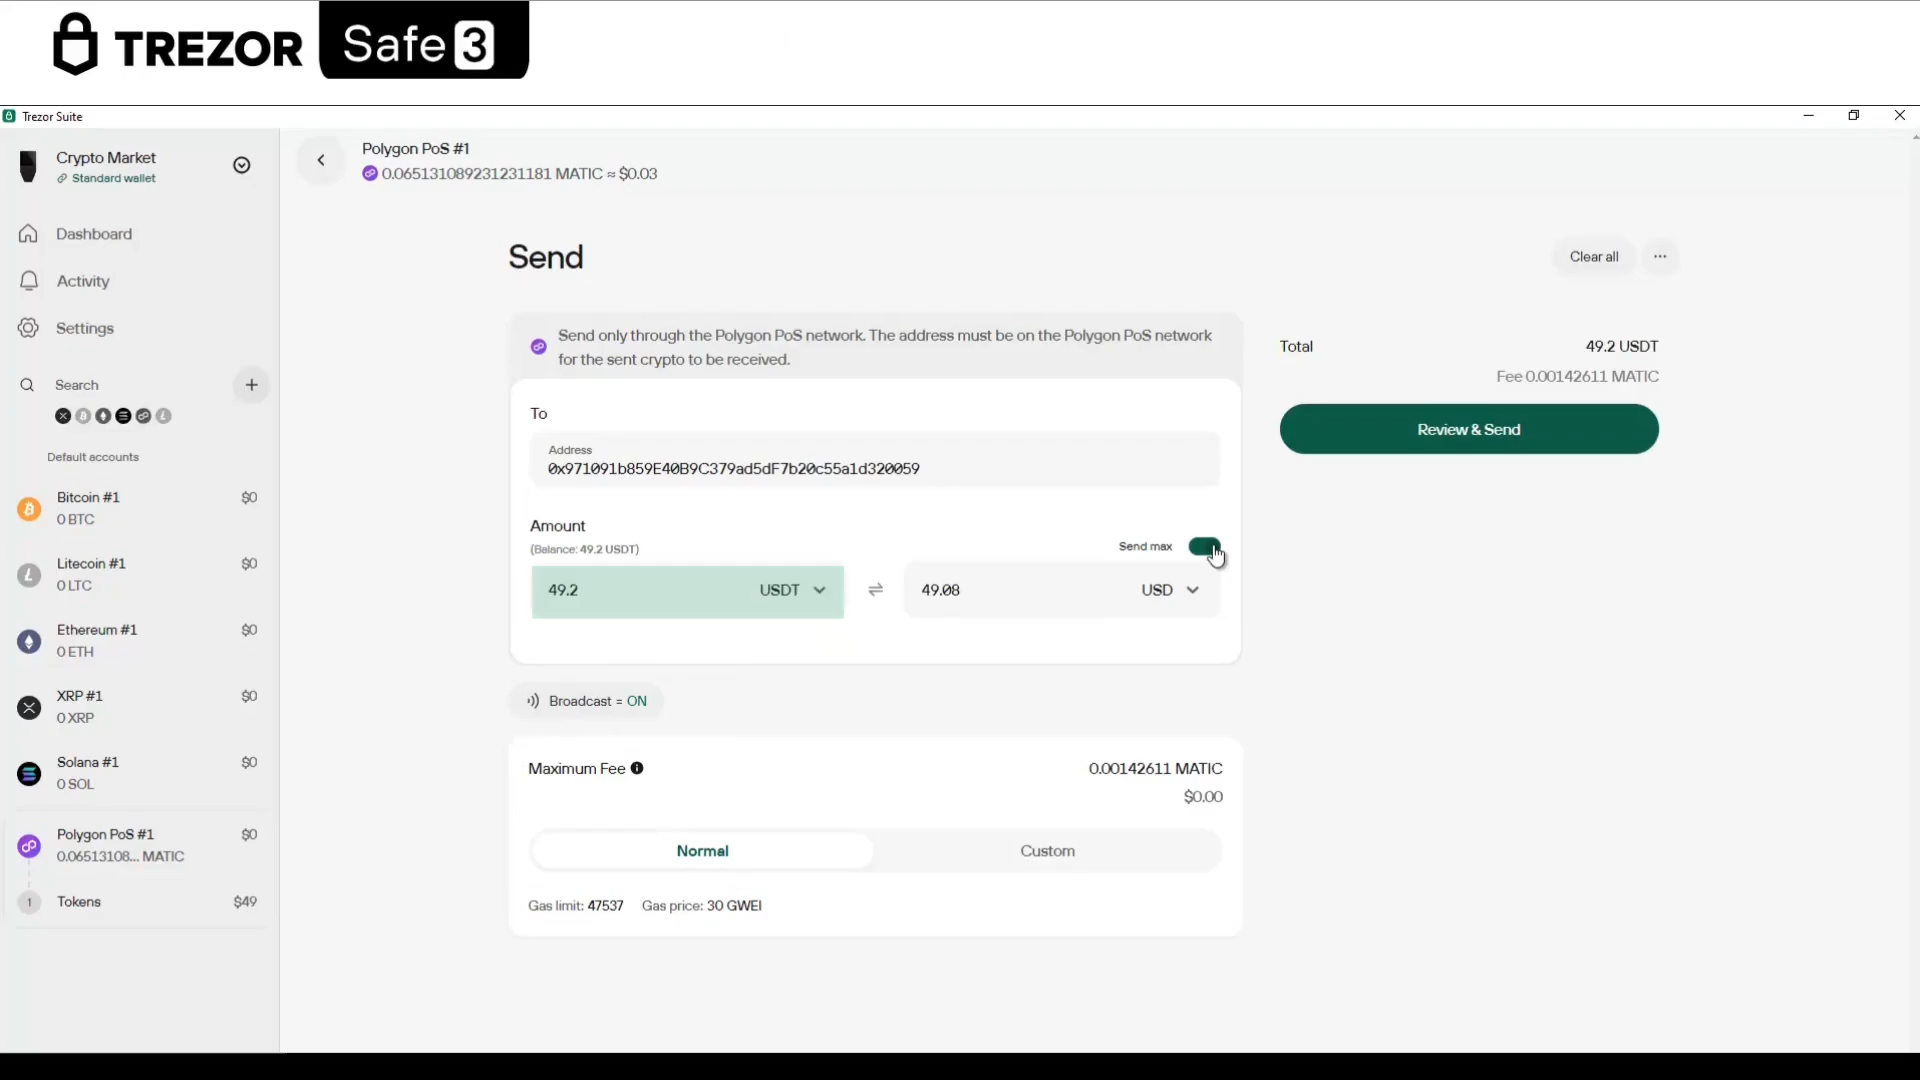 TREZOR Safe 3
Trezor Suite
Crypto Market
Standard wallet
Dashboard
Activity
Settings
Search
Default accounts
Bitcoin #1 $0
0 BTC
Litecoin #1 $0
0 LTC
Ethereum #1 $0
0 ETH
XRP #1 $0
0 XRP
Solana #1 $0
0 SOL
Polygon PoS #1 $0
0.06513108... MATIC
1 Tokens $49
Polygon PoS #1
0.065131089231231181 MATIC ≈ $0.03
Send
Clear all
Send only through the Polygon PoS network. The address must be on the Polygon PoS network
for the sent crypto to be received.
To
Address
0x971091b859E40B9C379ad5dF7b20c55a1d320059
Amount
(Balance: 49.2 USDT)
Send max
49.2 USDT
49.08 USD
Broadcast = ON
Maximum Fee
0.00142611 MATIC
$0.00
Normal
Custom
Gas limit: 47537 Gas price: 30 GWEI
Total 49.2 USDT
Fee 0.00142611 MATIC
Review & Send